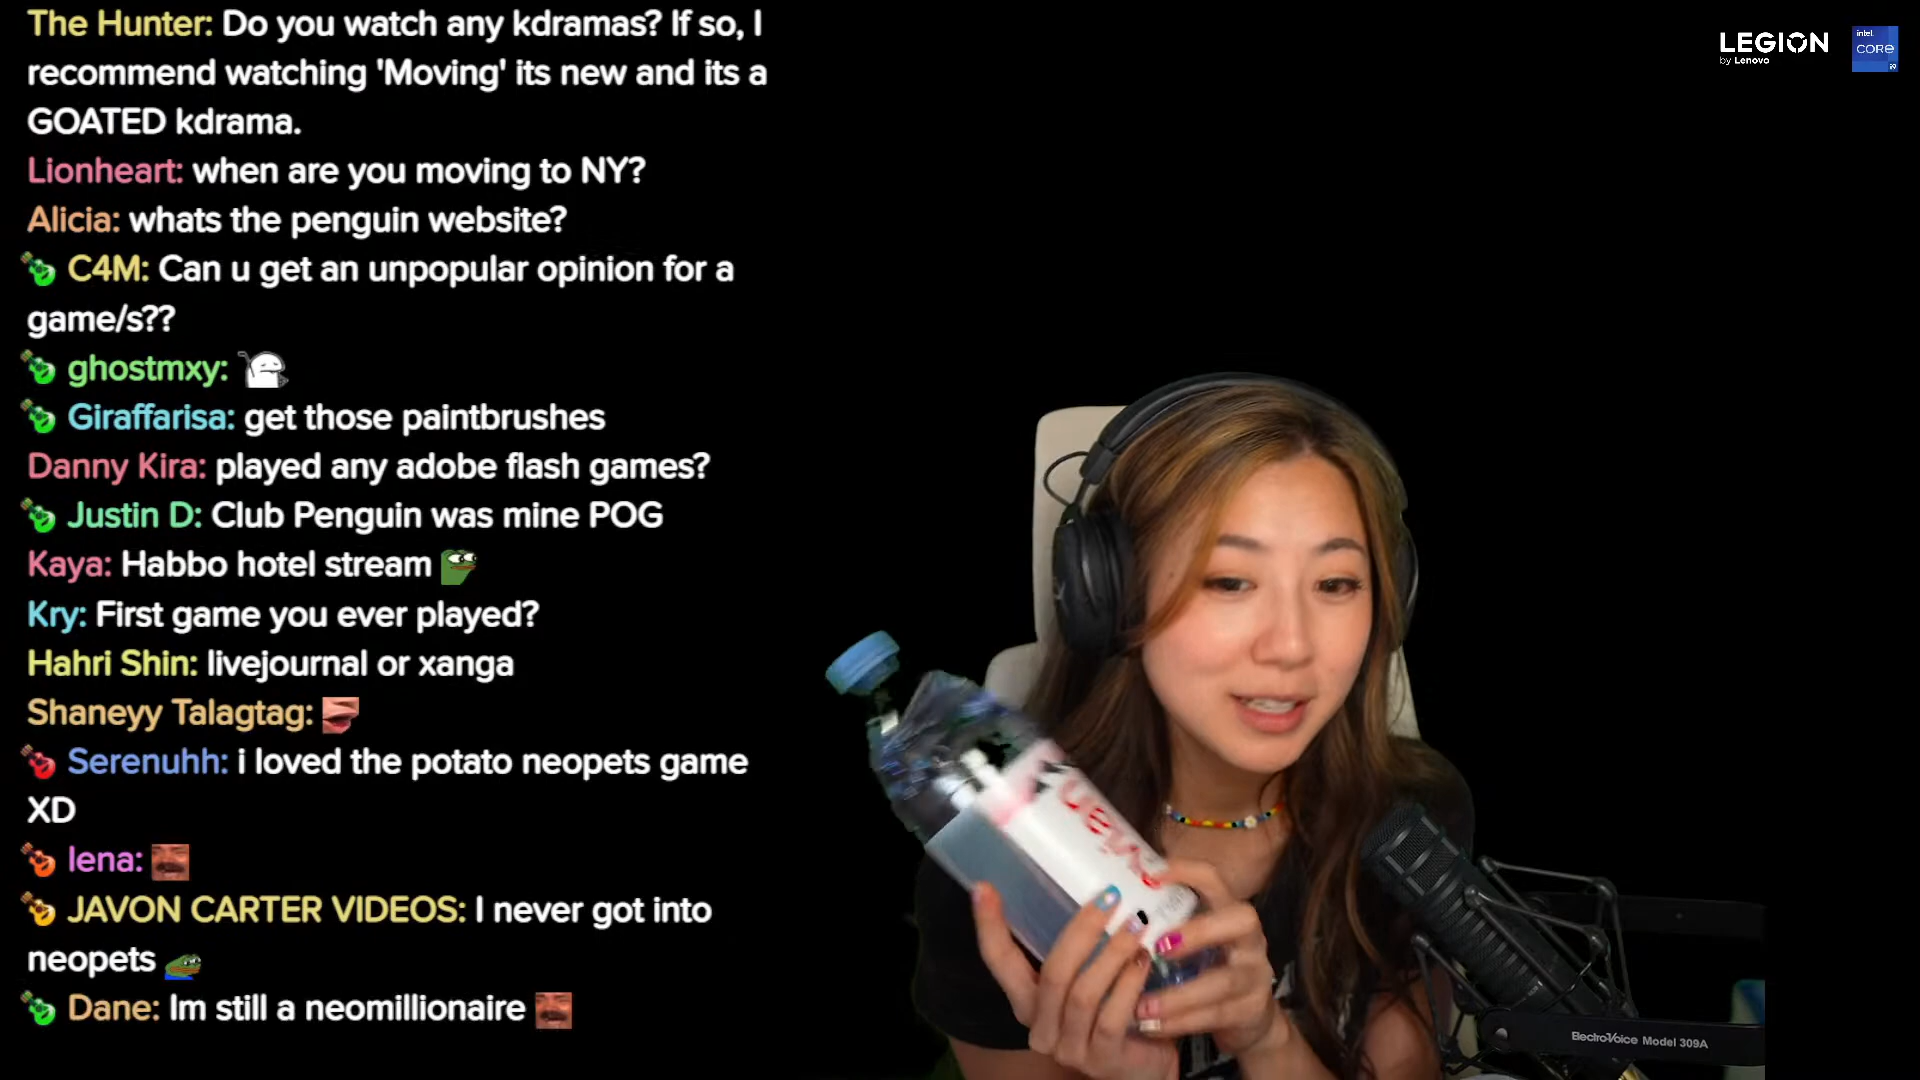 The Hunter: Do you watch any kdramas? If so, I
recommend watching 'Moving' its new and its a
GOATED kdrama.
Lionheart: when are you moving to NY?
Alicia: whats the penguin website?
C4M: Can u get an unpopular opinion for a
game/s??
ghostmxy:
Giraffarisa: get those paintbrushes
Danny Kira: played any adobe flash games?
Justin D: Club Penguin was mine POG
Kaya: Habbo hotel stream
Kry: First game you ever played?
Hahri Shin: livejournal or xanga
Shaneyy Talagtag:
Serenuhh: i loved the potato neopets game
XD
lena:
JAVON CARTER VIDEOS: I never got into
neopets
Dane: Im still a neomillionaire
LEGION
by Lenovo
intel.
CORE
i9
evian
ElectroVoice Model 309A